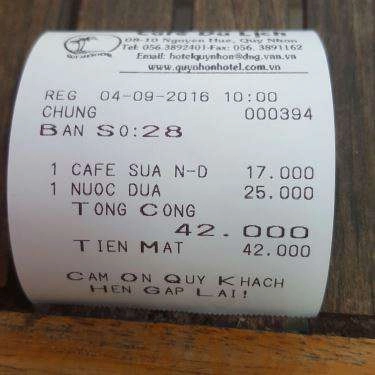 Cafe Du Lịch
08-10 Nguyen Hue, Quy Nhon
Tel: 056.3892401-Fax: 056. 3891162
Email: hotelquynhon@dng.vnn.vn
www.quynhonhotel.com.vn
REG 04-09-2016 10:00
CHUNG 000394
BAN SO:28
1 CAFE SUA N-D 17.000
1 NUOC DUA 25.000
TONG CONG
42.000
TIEN MAT 42.000
CAM ON QUY KHACH
HEN GAP LAI!